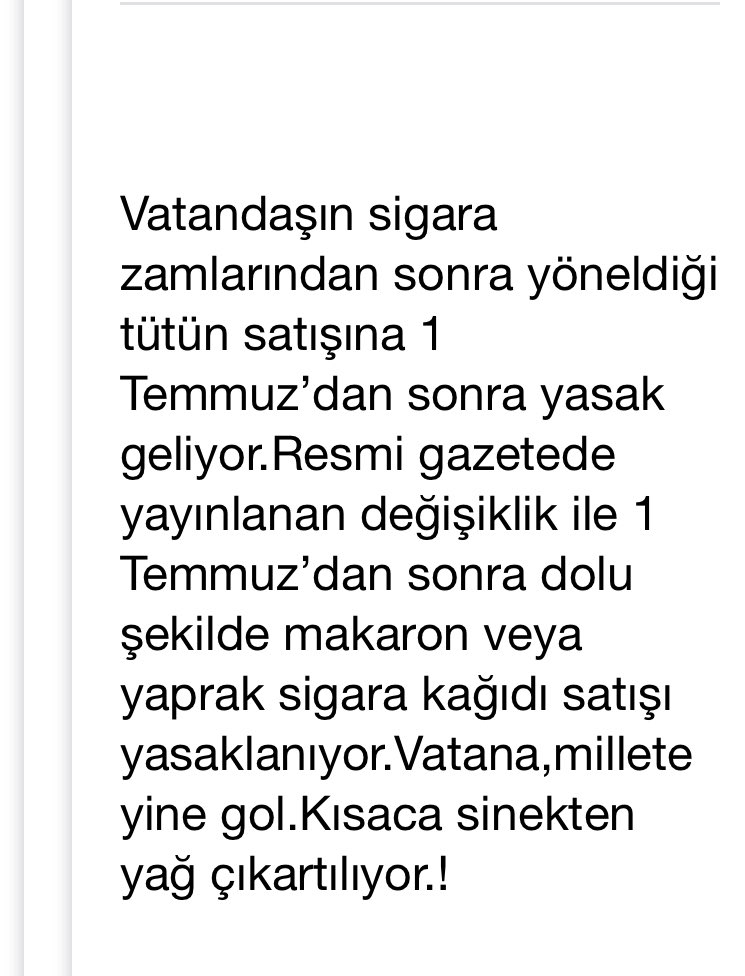 Vatandaşın sigara
zamlarından sonra yöneldiği
tütün satışına 1
Temmuz’dan sonra yasak
geliyor.Resmi gazetede
yayınlanan değişiklik ile 1
Temmuz’dan sonra dolu
şekilde makaron veya
yaprak sigara kağıdı satışı
yasaklanıyor.Vatana,millete
yine gol.Kısaca sinekten
yağ çıkartılıyor.!